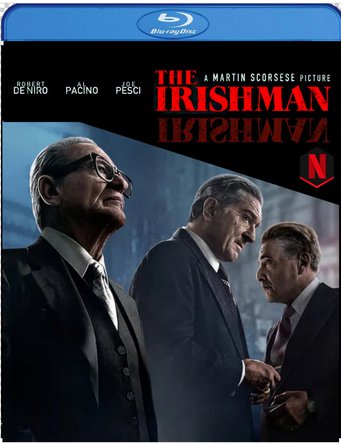 Blu-ray Disc
ROBERT AL JOE
DE NIRO PACINO PESCI
THE A MARTIN SCORSESE PICTURE
IRISHMAN
IRISHMAN
N